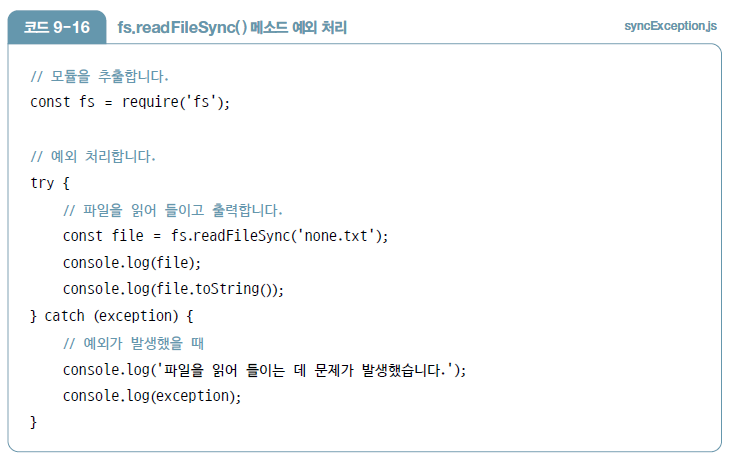 코드 9-16 fs.readFileSync( ) 메소드 예외 처리 syncException.js
// 모듈을 추출합니다.
const fs = require('fs');
// 예외 처리합니다.
try {
// 파일을 읽어 들이고 출력합니다.
const file = fs.readFileSync('none.txt');
console.log(file);
console.log(file.toString());
} catch (exception) {
// 예외가 발생했을 때
console.log('파일을 읽어 들이는 데 문제가 발생했습니다.');
console.log(exception);
}